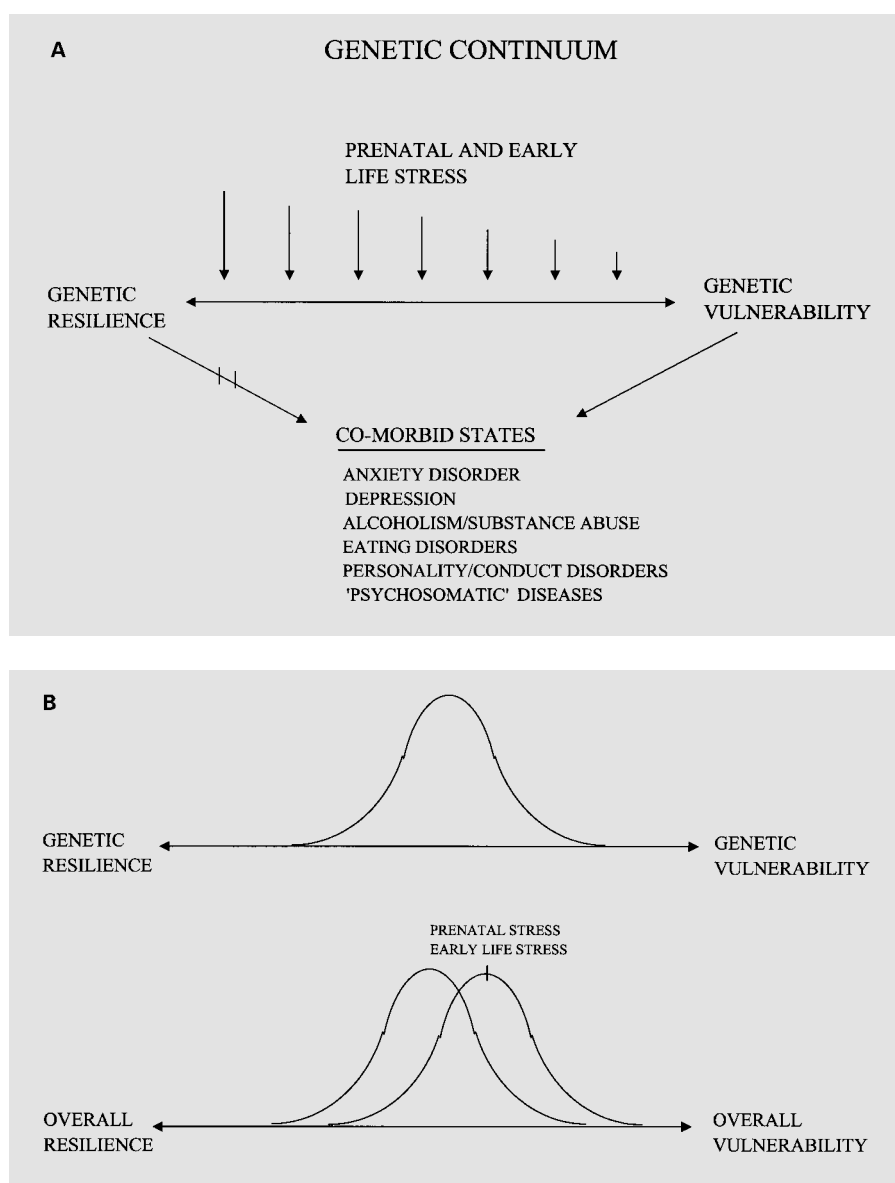 A
GENETIC CONTINUUM
PRENATAL AND EARLY
LIFE STRESS
GENETIC
RESILIENCE
GENETIC
VULNERABILITY
CO-MORBID STATES
ANXIETY DISORDER
DEPRESSION
ALCOHOLISM/SUBSTANCE ABUSE
EATING DISORDERS
PERSONALITY/CONDUCT DISORDERS
'PSYCHOSOMATIC' DISEASES
B
GENETIC
RESILIENCE
GENETIC
VULNERABILITY
PRENATAL STRESS
EARLY LIFE STRESS
OVERALL
RESILIENCE
OVERALL
VULNERABILITY